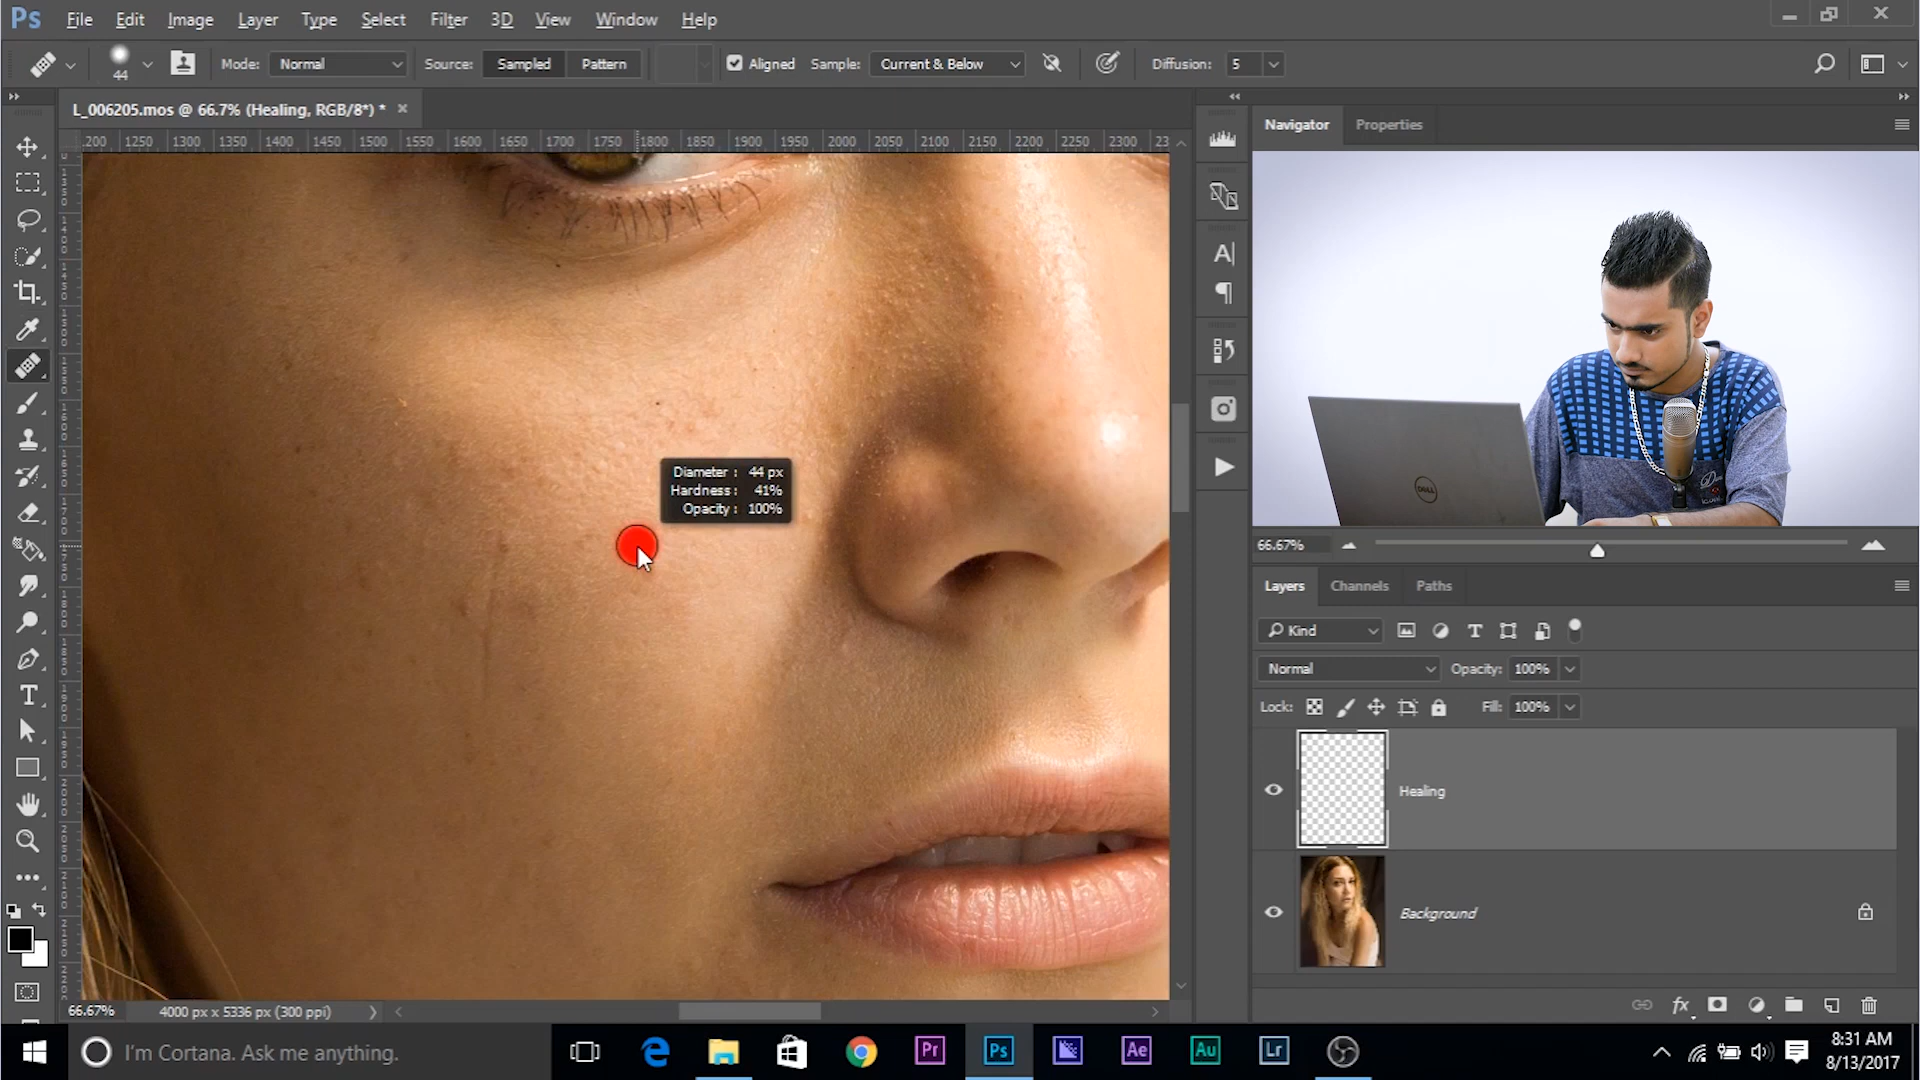 Ps File Edit Image Layer Type Select Filter 3D View Window Help
44 Mode: Normal Source: Sampled Pattern Aligned Sample: Current & Below Diffusion: 5
L_006205.mos @ 66.7% (Healing, RGB/8*) *
Navigator Properties
1250 1300 1350 1400 1450 1500 1550 1600 1650 1700 1750 1800 1850 1900 1950 2000 2050 2100 2150 2200 2250 2300
Diameter : 44 px
Hardness : 41%
Opacity : 100%
DELL
66.67%
Layers Channels Paths
Kind
Normal Opacity: 100%
Lock: Fill: 100%
Healing
Background
fx
66.67% 4000 px x 5336 px (300 ppi)
I'm Cortana. Ask me anything.
Pr Ps Ae Au Lr
8:31 AM
8/13/2017